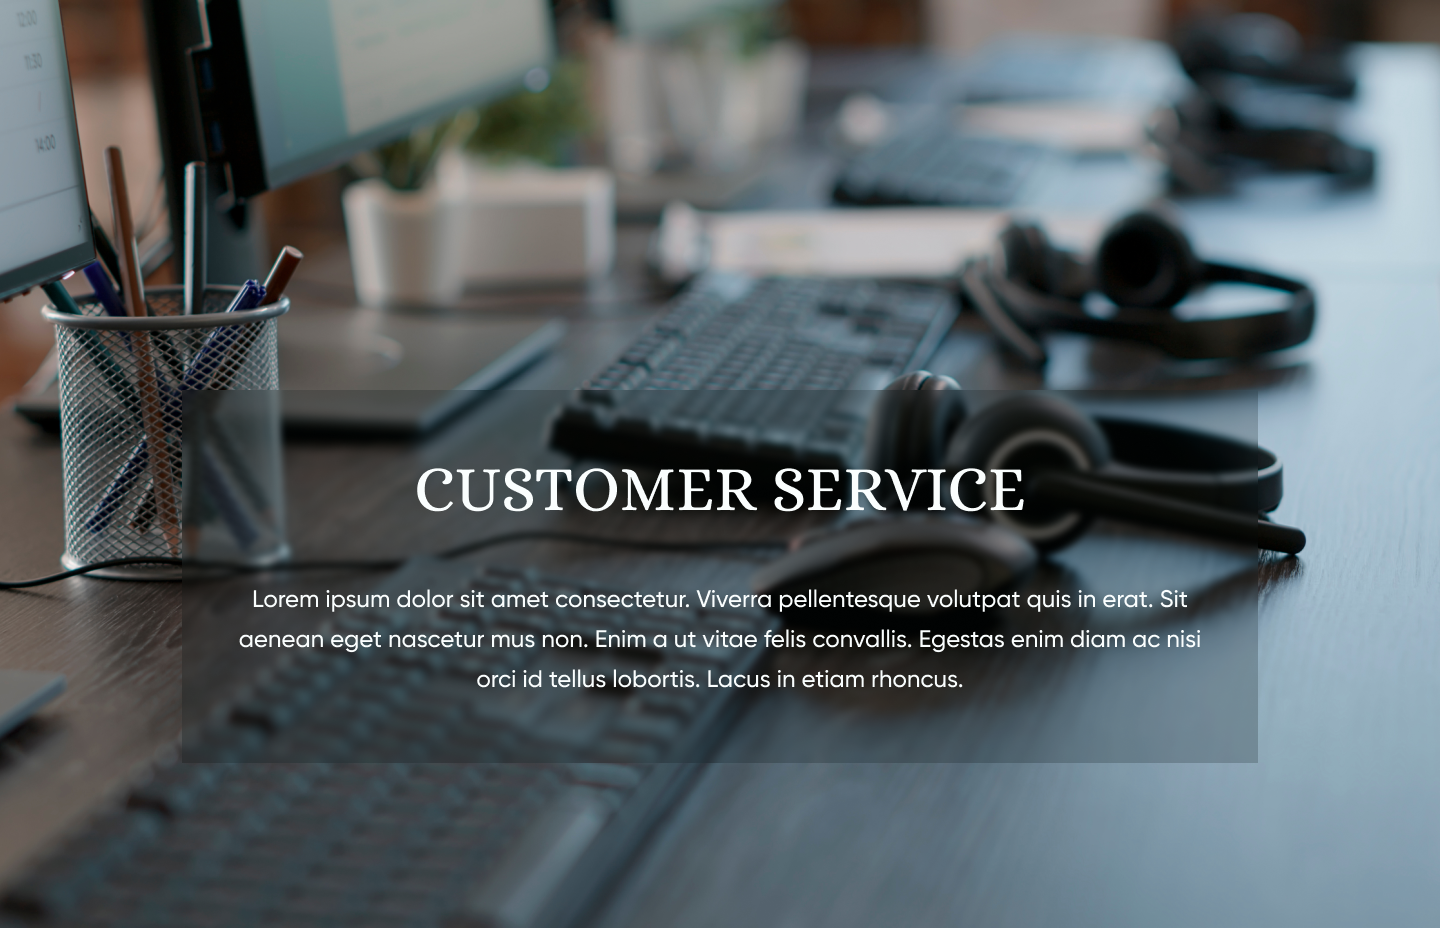 12:00
11:30
14:00
CUSTOMER SERVICE
Lorem ipsum dolor sit amet consectetur. Viverra pellentesque volutpat quis in erat. Sit
aenean eget nascetur mus non. Enim a ut vitae felis convallis. Egestas enim diam ac nisi
orci id tellus lobortis. Lacus in etiam rhoncus.